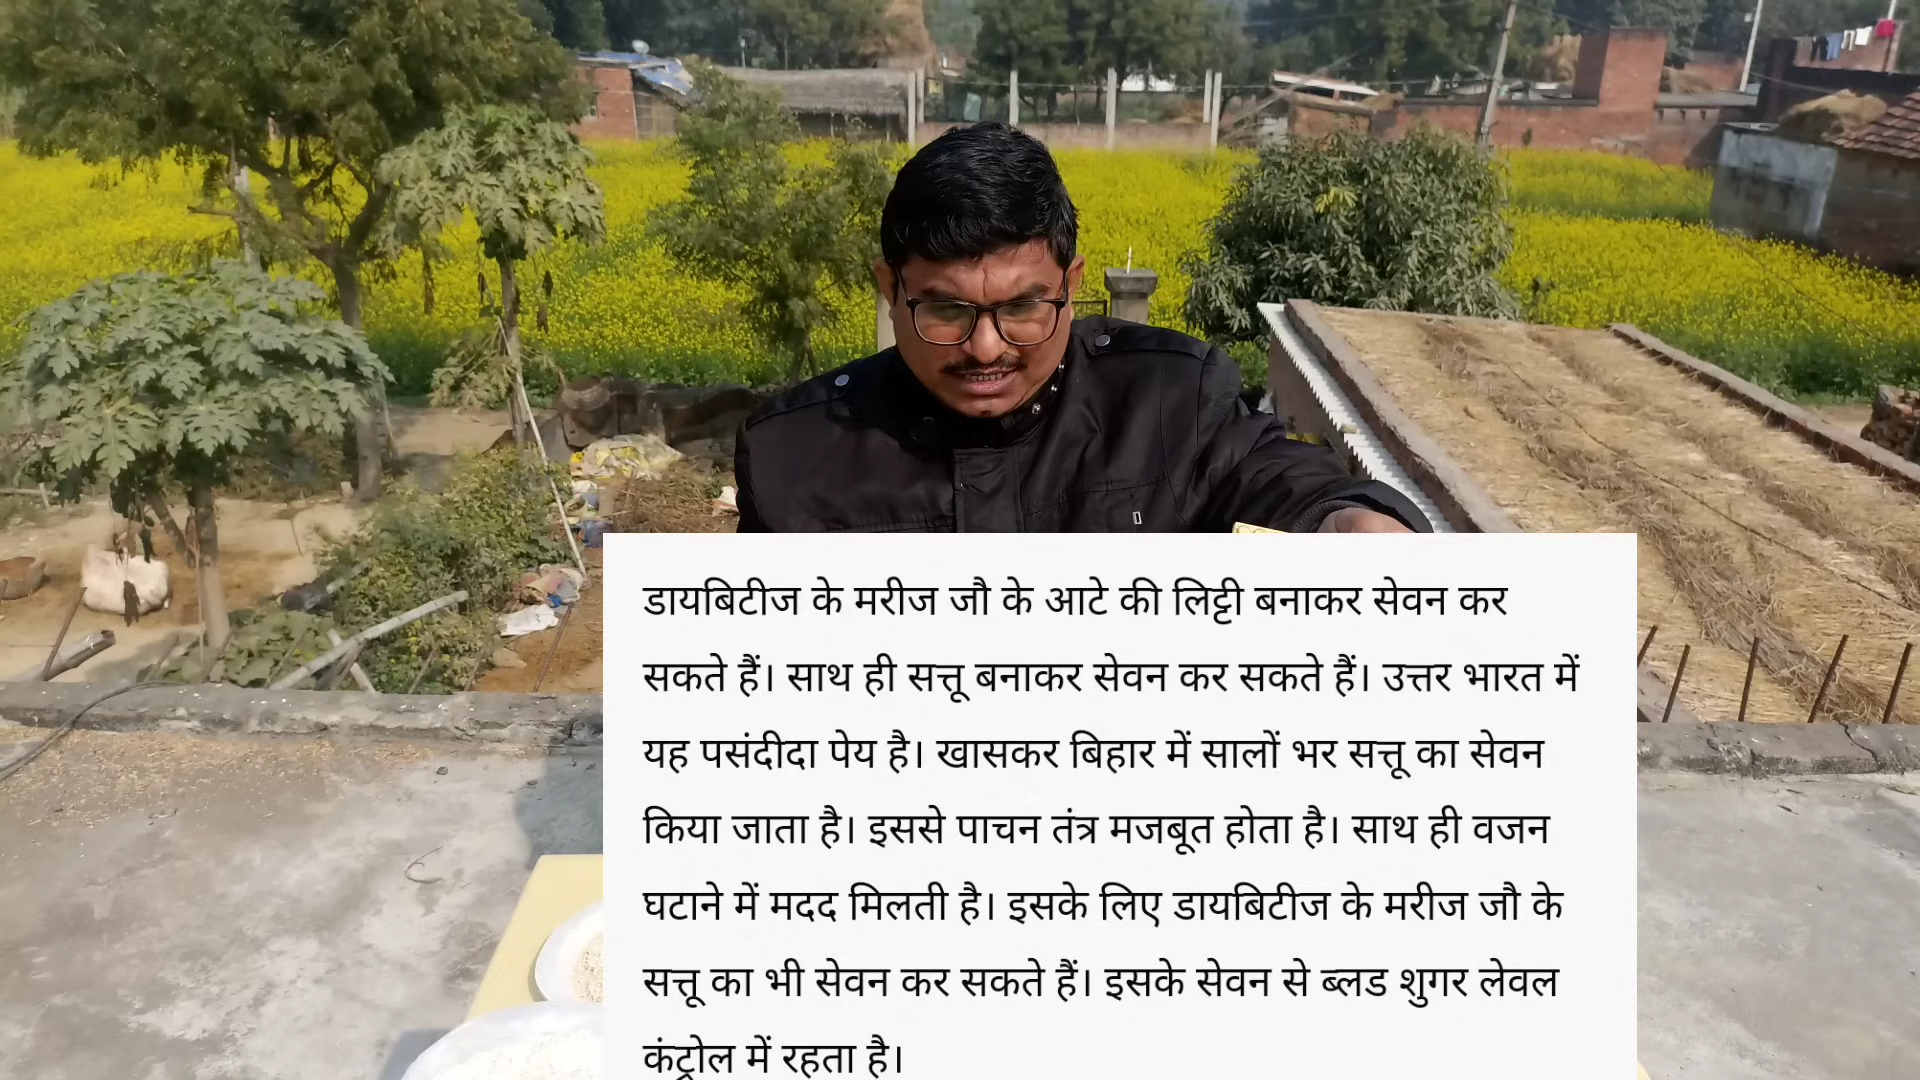 डायबिटीज के मरीज जौ के आटे की लिट्टी बनाकर सेवन कर
सकते हैं। साथ ही सत्तू बनाकर सेवन कर सकते हैं। उत्तर भारत में
यह पसंदीदा पेय है। खासकर बिहार में सालों भर सत्तू का सेवन
किया जाता है। इससे पाचन तंत्र मजबूत होता है। साथ ही वजन
घटाने में मदद मिलती है। इसके लिए डायबिटीज के मरीज जौ के
सत्तू का भी सेवन कर सकते हैं। इसके सेवन से ब्लड शुगर लेवल
कंट्रोल में रहता है।